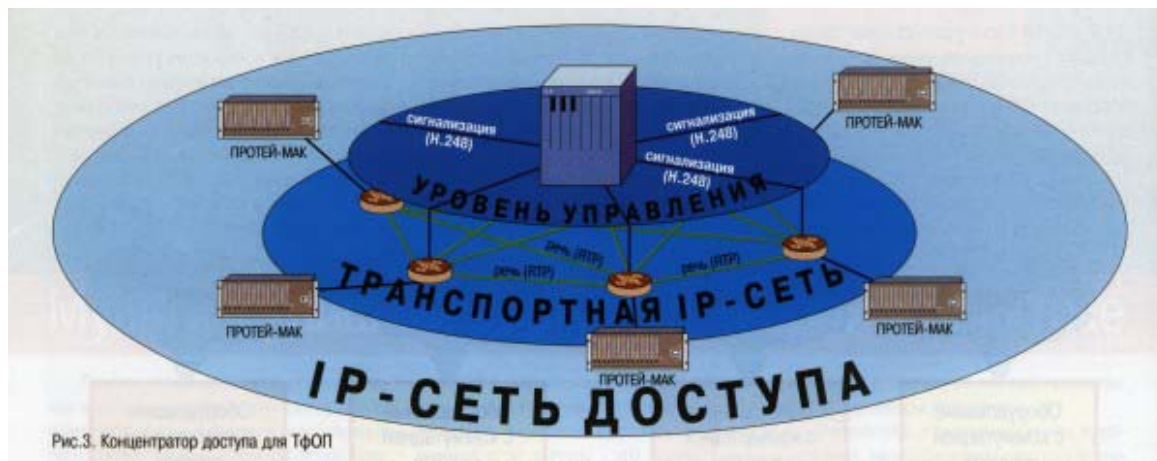 сигнализация
(H.248)
сигнализация
(H.248)
сигнализация
(H.248)
ПРОТЕЙ-МАК
ПРОТЕЙ-МАК
УРОВЕНЬ УПРАВЛЕНИЯ
речь (RTP)
речь (RTP)
речь (RTP)
ТРАНСПОРТНАЯ IP-СЕТЬ
ПРОТЕЙ-МАК
ПРОТЕЙ-МАК
ПРОТЕЙ-МАК
IP-СЕТЬ ДОСТУПА
Рис.3. Концентратор доступа для ТфОП